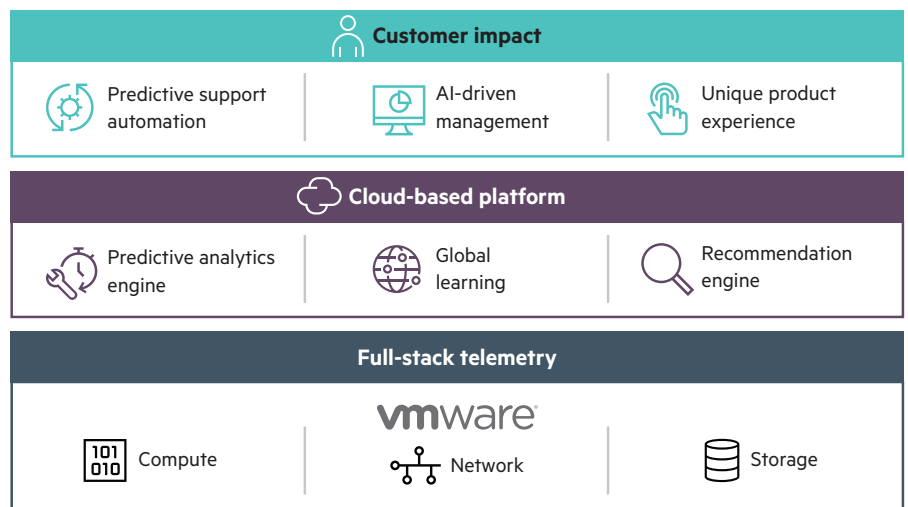 Customer impact
Predictive support
automation
AI-driven
management
Unique product
experience
Cloud-based platform
Predictive analytics
engine
Global
learning
Recommendation
engine
Full-stack telemetry
vmware®
101
010
Compute
Network
Storage